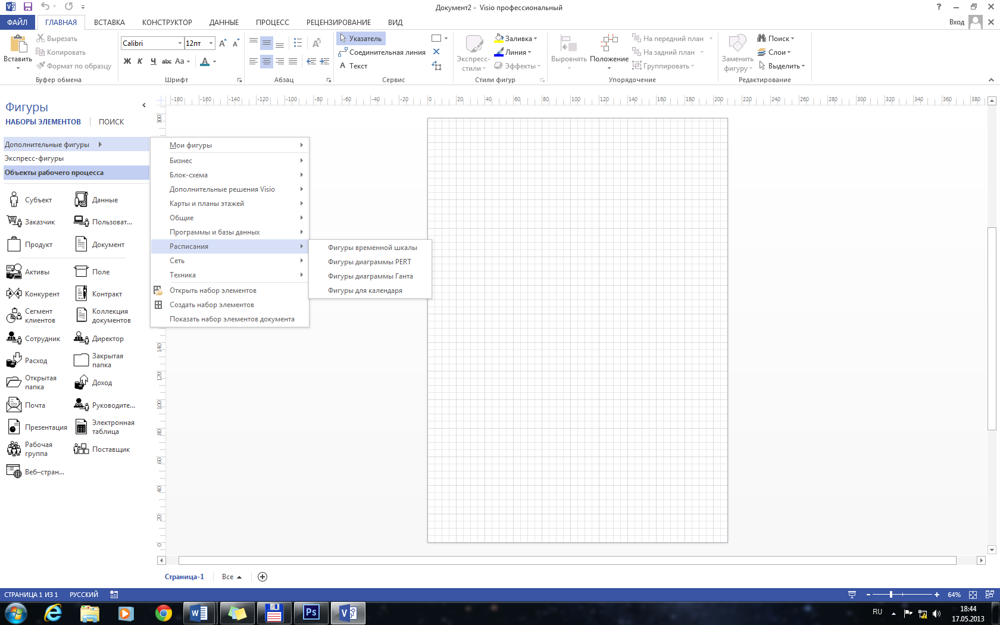 Документ2 - Visio профессиональный
?
ФАЙЛ ГЛАВНАЯ ВСТАВКА КОНСТРУКТОР ДАННЫЕ ПРОЦЕСС РЕЦЕНЗИРОВАНИЕ ВИД Вход
Вставить
Вырезать
Копировать
Формат по образцу
Буфер обмена
Calibri 12пт A A
Ж К Ч abc Aa A
Шрифт
Абзац
Указатель
Соединительная линия
A Текст
Сервис
Экспресс-
стили
Заливка
Линия
Эффекты
Стили фигур
Выровнять Положение
На передний план
На задний план
Группировать
Упорядочение
Заменить
фигуру
Поиск
Слои
Выделить
Редактирование
-180 -160 -140 -120 -100 -80 -60 -40 -20 0 20 40 60 80 100 120 140 160 180 200 220 240 260 280 300 320 340 360 380
Фигуры
НАБОРЫ ЭЛЕМЕНТОВ ПОИСК
Дополнительные фигуры
Экспресс-фигуры
Объекты рабочего процесса
Субъект Данные
Заказчик Пользоват...
Продукт Документ
Активы Поле
Конкурент Контракт
Сегмент
клиентов
Коллекция
документов
Сотрудник Директор
Расход Закрытая
папка
Открытая
папка
Доход
Почта Руководите...
Презентация Электронная
таблица
Рабочая
группа
Поставщик
Веб–стран...
Мои фигуры
Бизнес
Блок-схема
Дополнительные решения Visio
Карты и планы этажей
Общие
Программы и базы данных
Расписания
Сеть
Техника
Открыть набор элементов
Создать набор элементов
Показать набор элементов документа
Фигуры временной шкалы
Фигуры диаграммы PERT
Фигуры диаграммы Ганта
Фигуры для календаря
300
140
120
100
80
60
40
20
0
Страница-1 Все
СТРАНИЦА 1 ИЗ 1 РУССКИЙ 64%
W Ps V RU
18:44
17.05.2013